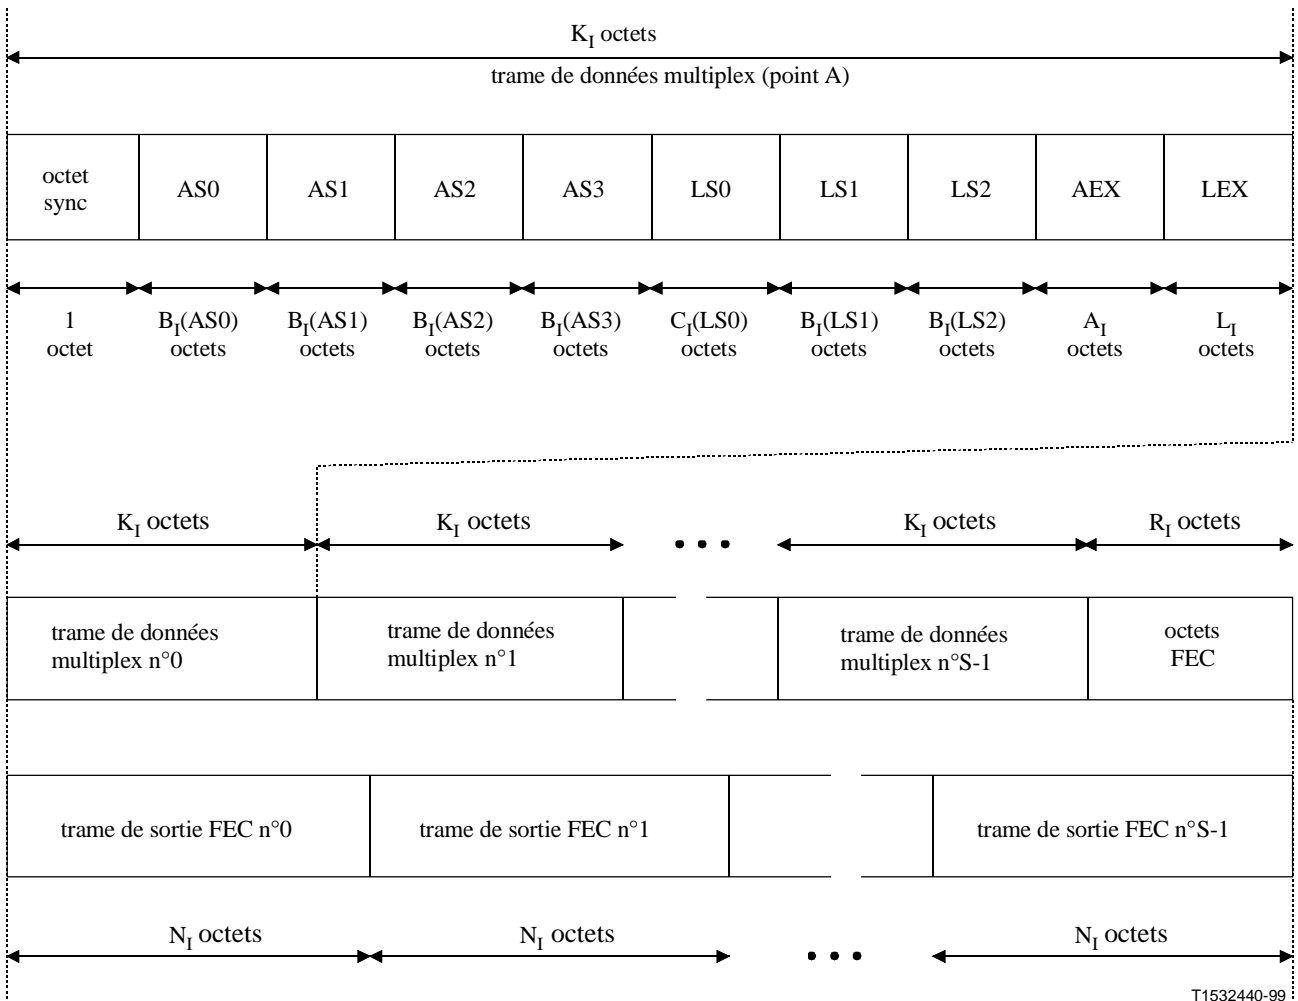 K_I octets
trame de données multiplex (point A)
octet
sync
AS0
AS1
AS2
AS3
LS0
LS1
LS2
AEX
LEX
1
octet
B_I(AS0)
octets
B_I(AS1)
octets
B_I(AS2)
octets
B_I(AS3)
octets
C_I(LS0)
octets
B_I(LS1)
octets
B_I(LS2)
octets
A_I
octets
L_I
octets
K_I octets
K_I octets
K_I octets
R_I octets
trame de données
multiplex n°0
trame de données
multiplex n°1
trame de données
multiplex n°S-1
octets
FEC
trame de sortie FEC n°0
trame de sortie FEC n°1
trame de sortie FEC n°S-1
N_I octets
N_I octets
N_I octets
T1532440-99